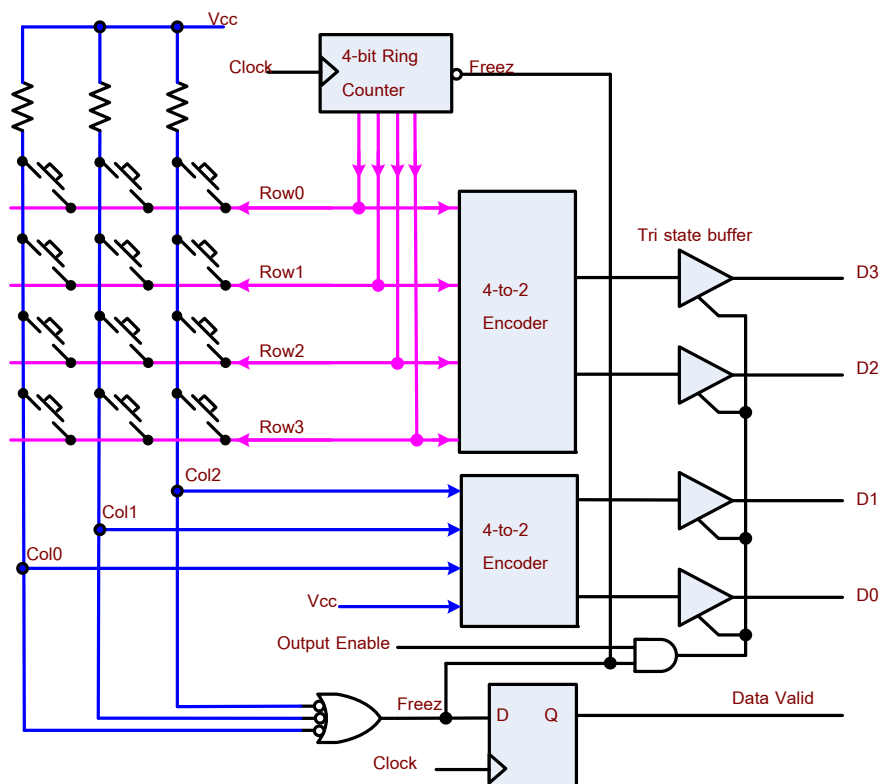 Vcc
4-bit Ring
Counter
Clock
Freez
Row0
Row1
Row2
Row3
4-to-2
Encoder
Tri state buffer
D3
D2
D1
D0
Col2
Col1
Col0
4-to-2
Encoder
Vcc
Output Enable
Freez
D
Q
Data Valid
Clock